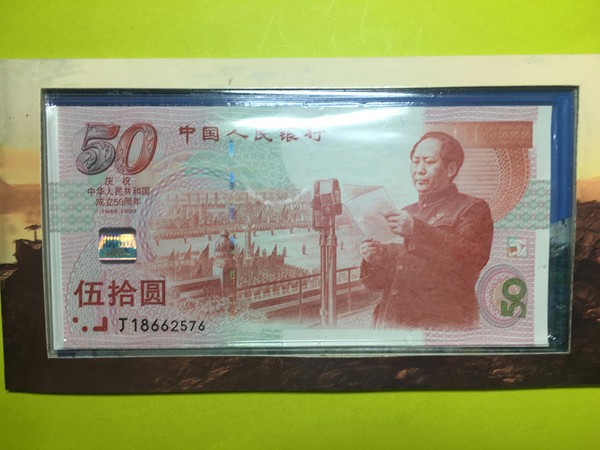 50
中国人民银行
庆祝
中华人民共和国
成立50周年
1949-1999
伍拾圆
J18662576
50